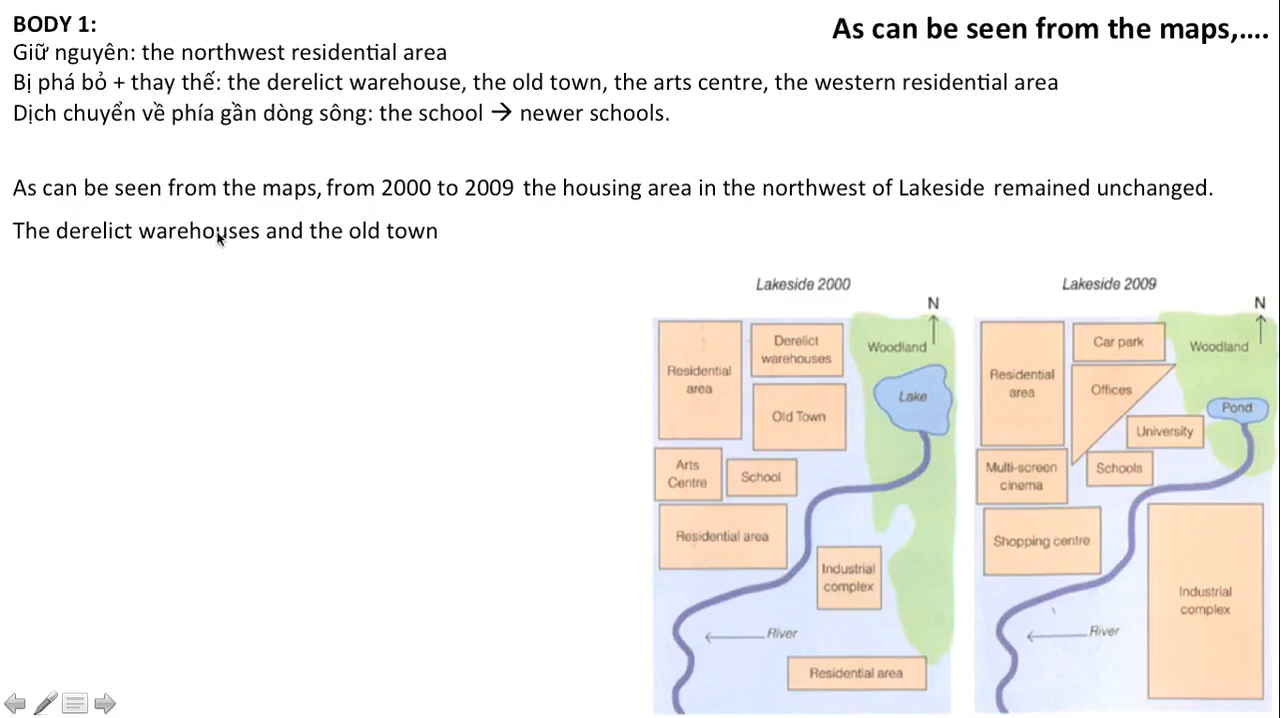 BODY 1:
As can be seen from the maps,....
Giữ nguyên: the northwest residential area
Bị phá bỏ + thay thế: the derelict warehouse, the old town, the arts centre, the western residential area
Dịch chuyển về phía gần dòng sông: the school → newer schools.
As can be seen from the maps, from 2000 to 2009 the housing area in the northwest of Lakeside remained unchanged.
The derelict warehouses and the old town
Lakeside 2000
N
Residential
area
Derelict
warehouses
Woodland
Lake
Old Town
Arts
Centre
School
Residential area
Industrial
complex
River
Residential area
Lakeside 2009
N
Residential
area
Car park
Woodland
Offices
Pond
University
Multi-screen
cinema
Schools
Shopping centre
Industrial
complex
River